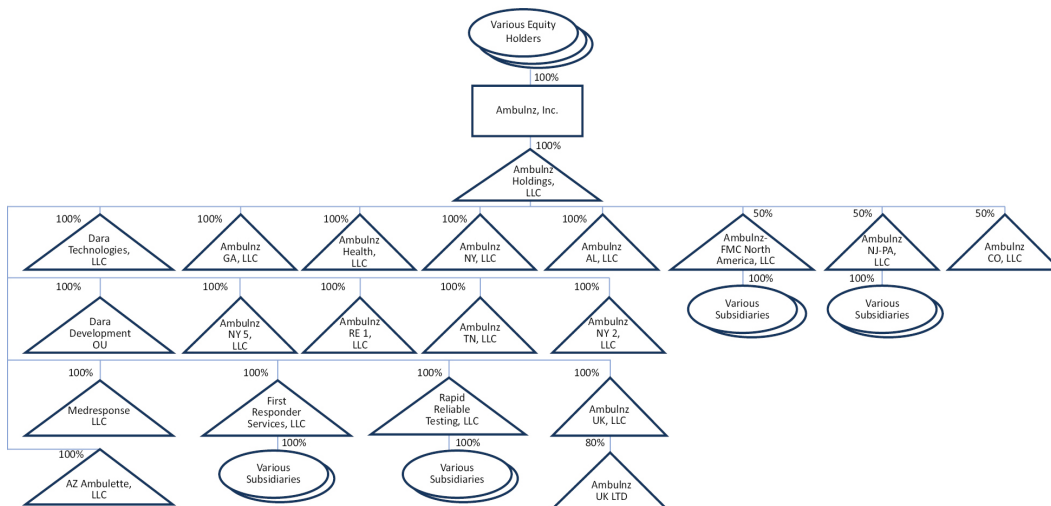 Various Equity
Holders
100%
Ambulnz, Inc.
100%
Ambulnz
Holdings,
LLC
100%
100%
100%
100%
100%
50%
50%
50%
Dara
Technologies,
LLC
Ambulnz
GA, LLC
Ambulnz
Health,
LLC
Ambulnz
NY, LLC
Ambulnz
AL, LLC
Ambulnz-
FMC North
America, LLC
Ambulnz
NJ-PA,
LLC
Ambulnz
CO, LLC
100%
100%
100%
100%
100%
100%
100%
Dara
Development
OU
Ambulnz
NY 5,
LLC
Ambulnz
RE 1,
LLC
Ambulnz
TN, LLC
Ambulnz
NY 2,
LLC
Various
Subsidiaries
Various
Subsidiaries
100%
100%
100%
100%
Medresponse
LLC
First
Responder
Services, LLC
Rapid
Reliable
Testing, LLC
Ambulnz
UK, LLC
100%
100%
100%
80%
AZ Ambulette,
LLC
Various
Subsidiaries
Various
Subsidiaries
Ambulnz
UK LTD